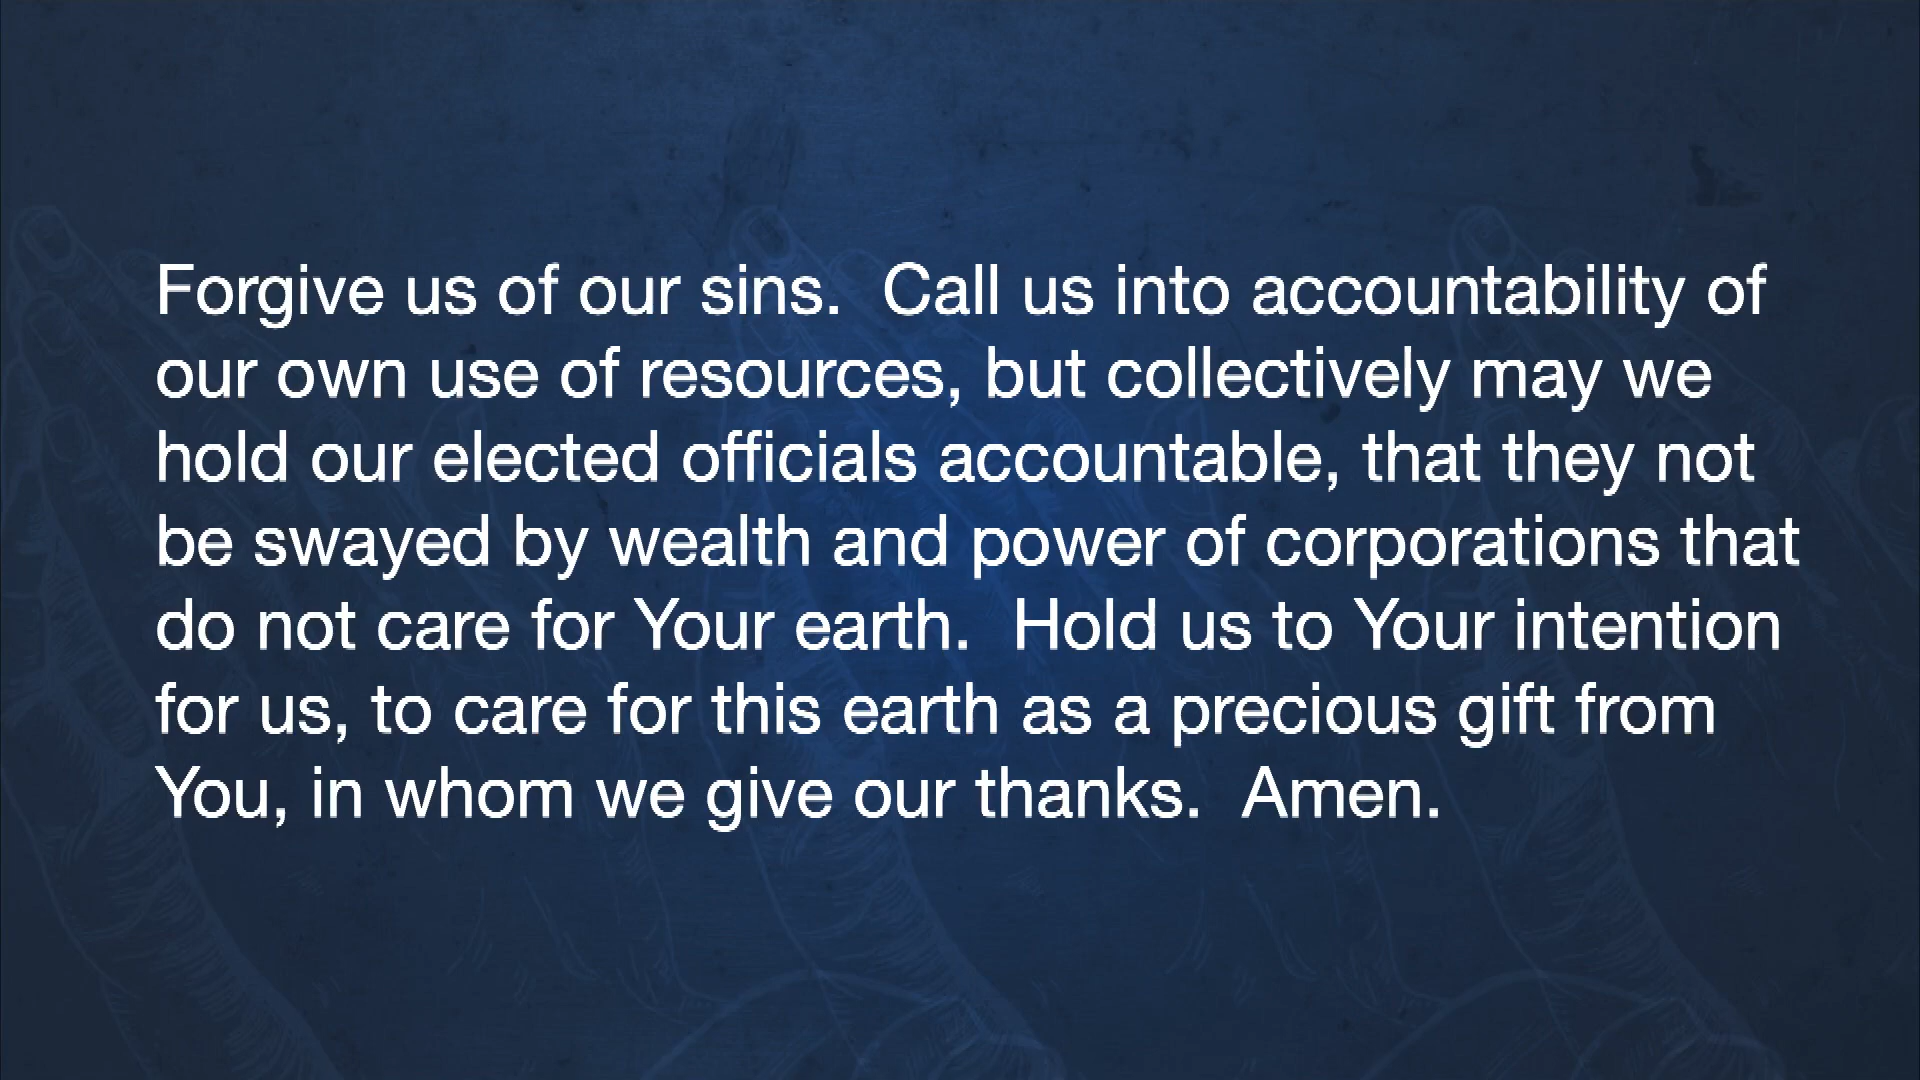 Forgive us of our sins.  Call us into accountability of
our own use of resources, but collectively may we
hold our elected officials accountable, that they not
be swayed by wealth and power of corporations that
do not care for Your earth.  Hold us to Your intention
for us, to care for this earth as a precious gift from
You, in whom we give our thanks.  Amen.